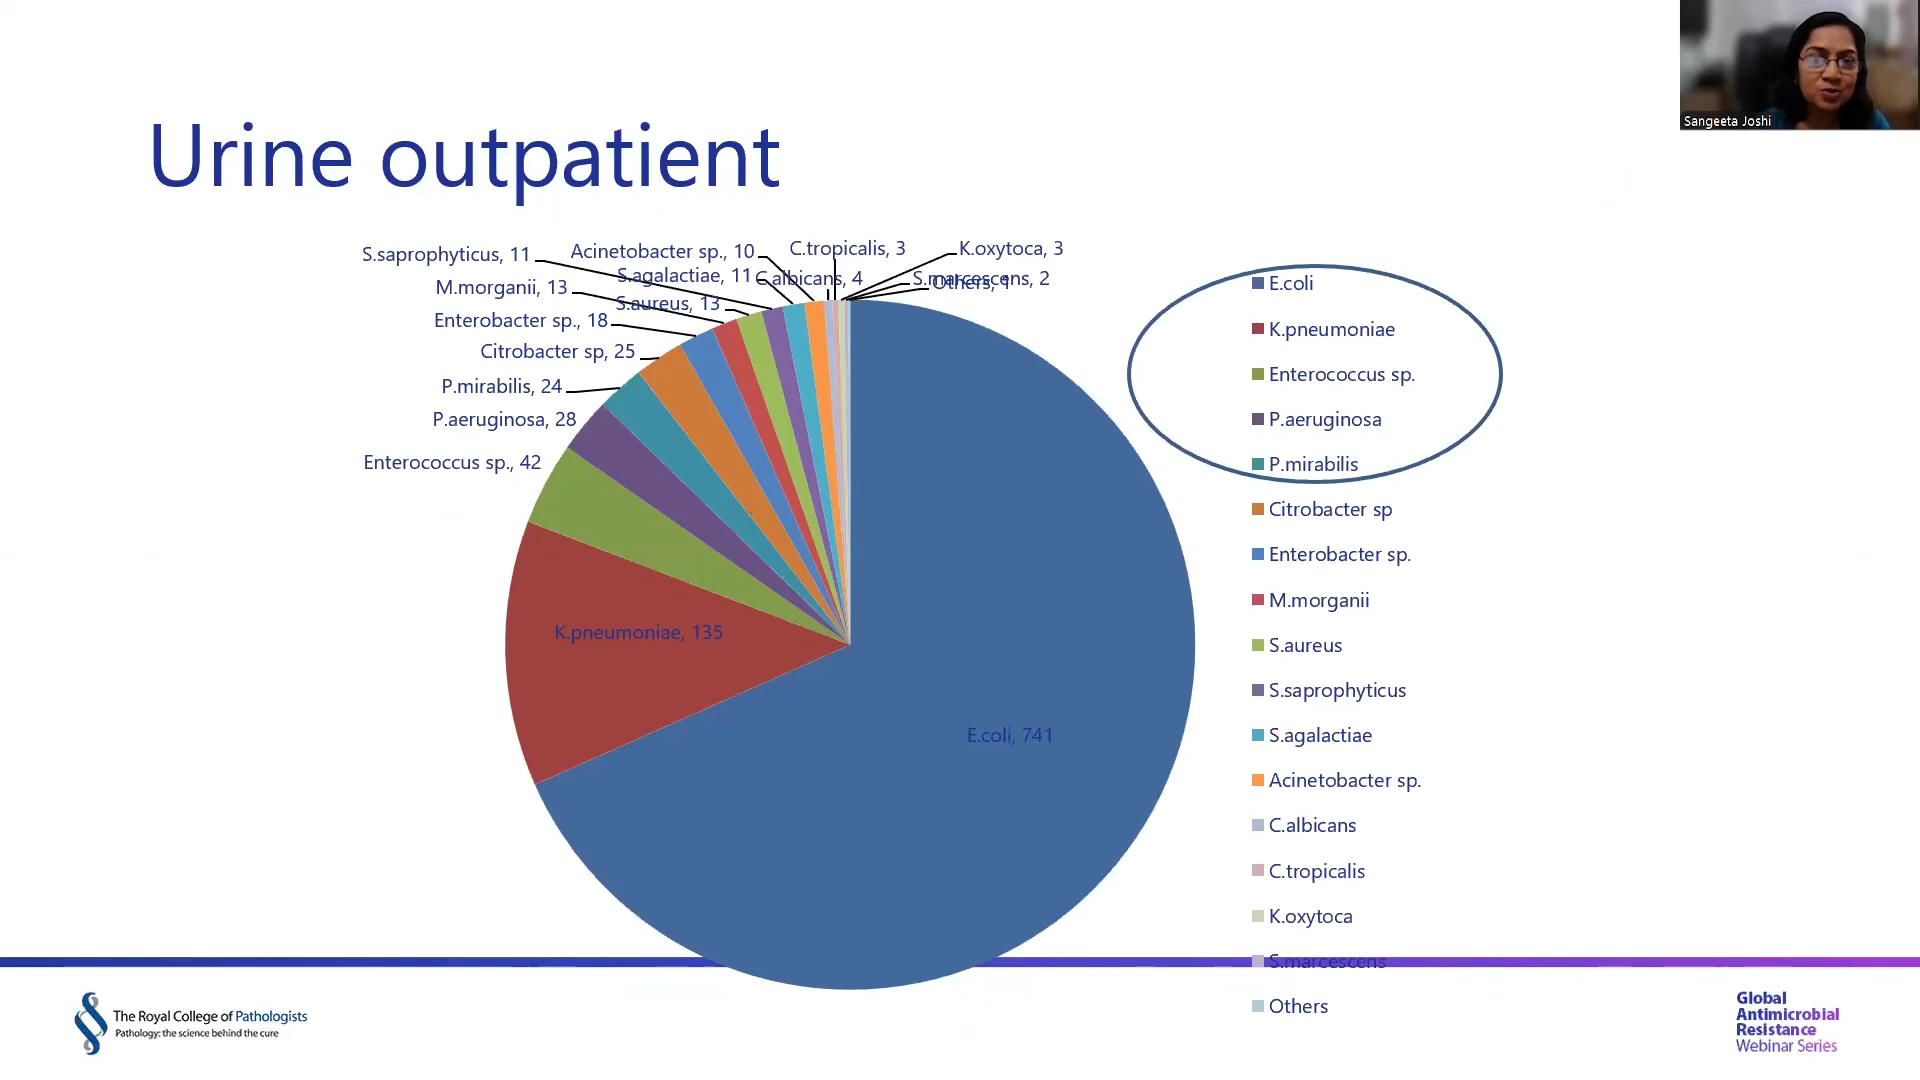 Sangeeta Joshi
Urine outpatient
S.saprophyticus, 11
Acinetobacter sp., 10
C.tropicalis, 3
K.oxytoca, 3
M.morganii, 13
S.agalactiae, 11
C.albicans, 4
S.marcescens, 2
Others, 1
S.aureus, 13
Enterobacter sp., 18
Citrobacter sp, 25
P.mirabilis, 24
P.aeruginosa, 28
Enterococcus sp., 42
K.pneumoniae, 135
E.coli, 741
E.coli
K.pneumoniae
Enterococcus sp.
P.aeruginosa
P.mirabilis
Citrobacter sp
Enterobacter sp.
M.morganii
S.aureus
S.saprophyticus
S.agalactiae
Acinetobacter sp.
C.albicans
C.tropicalis
K.oxytoca
S.marcescens
Others
The Royal College of Pathologists
Pathology: the science behind the cure
Global
Antimicrobial
Resistance
Webinar Series